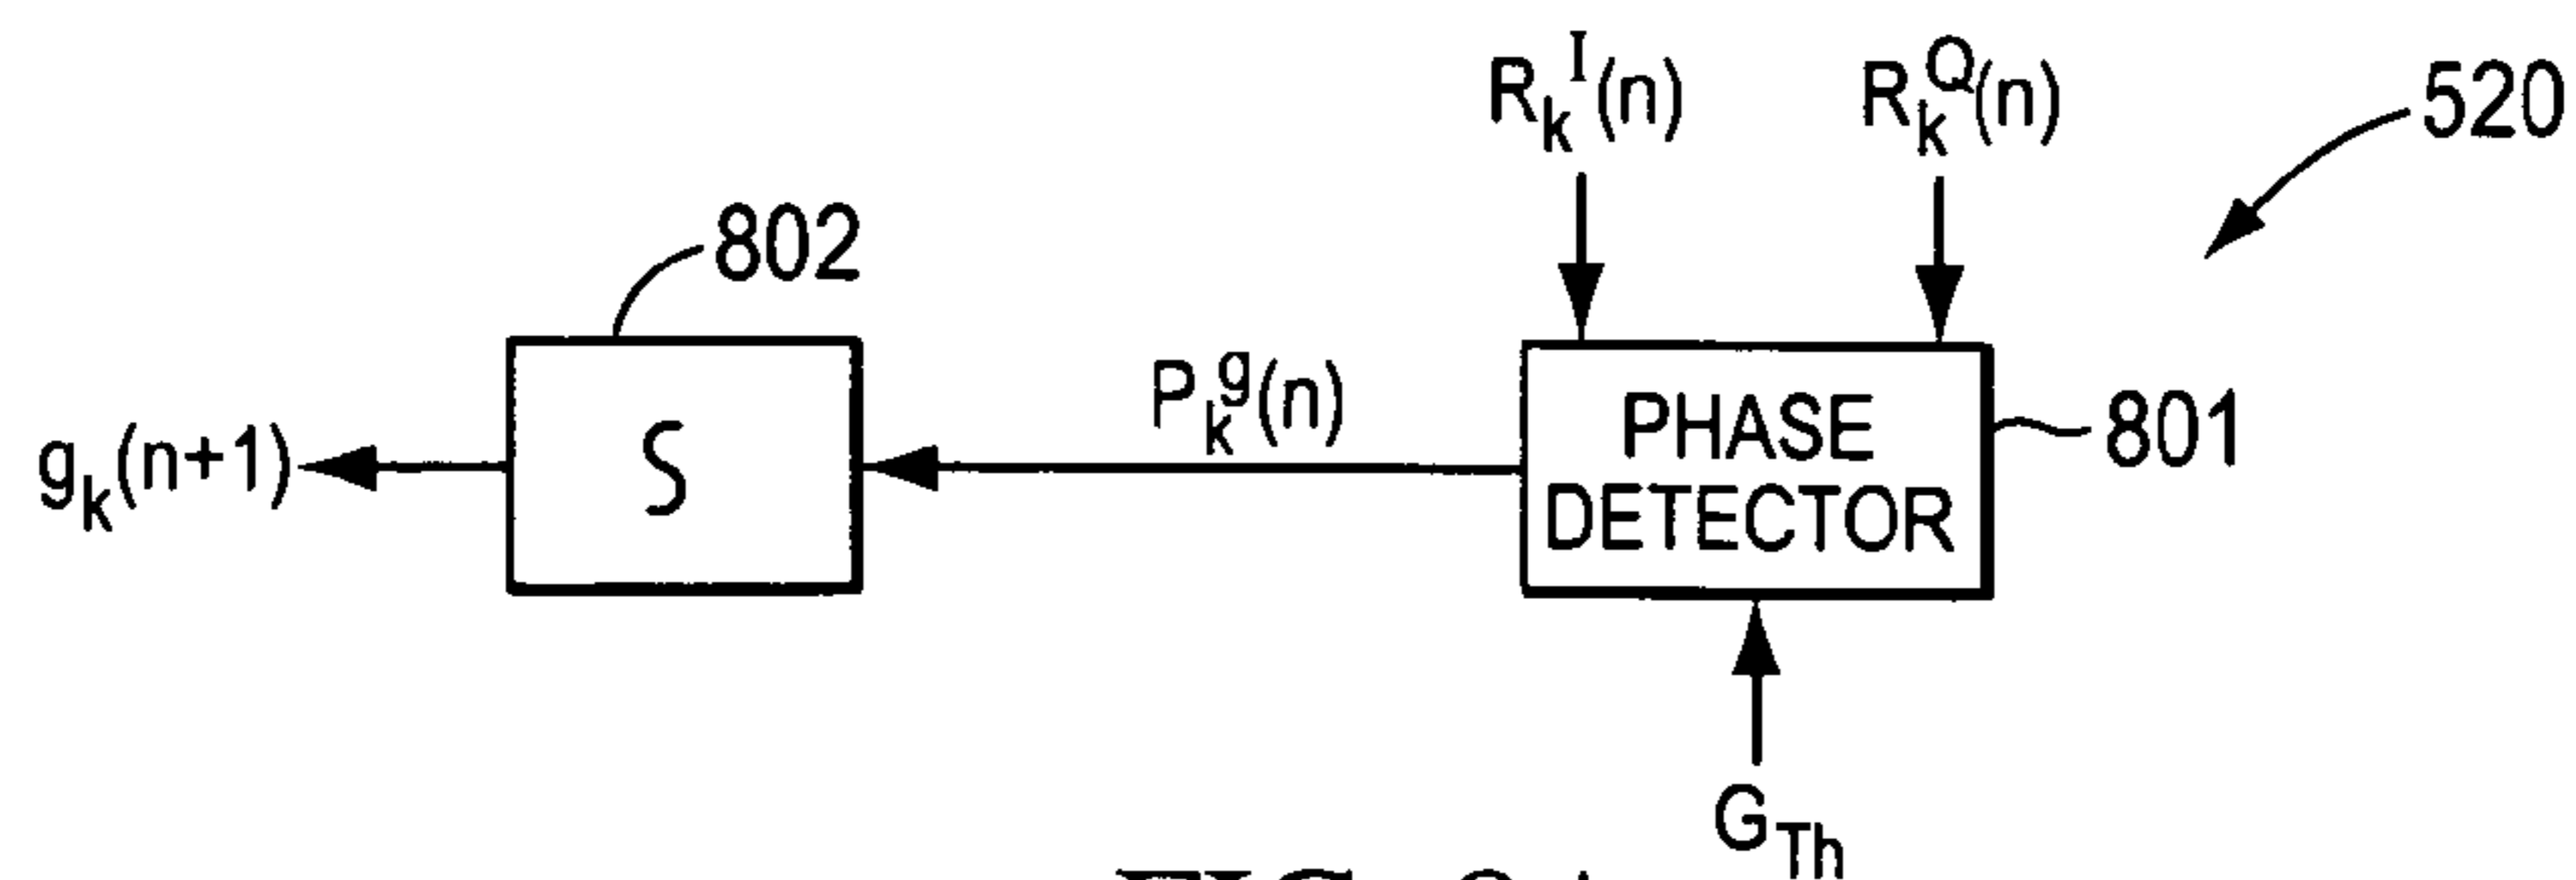 R_k^I(n)
R_k^Q(n)
520
802
g_k(n+1)
∫
P_k^g(n)
PHASE
DETECTOR
801
G_Th